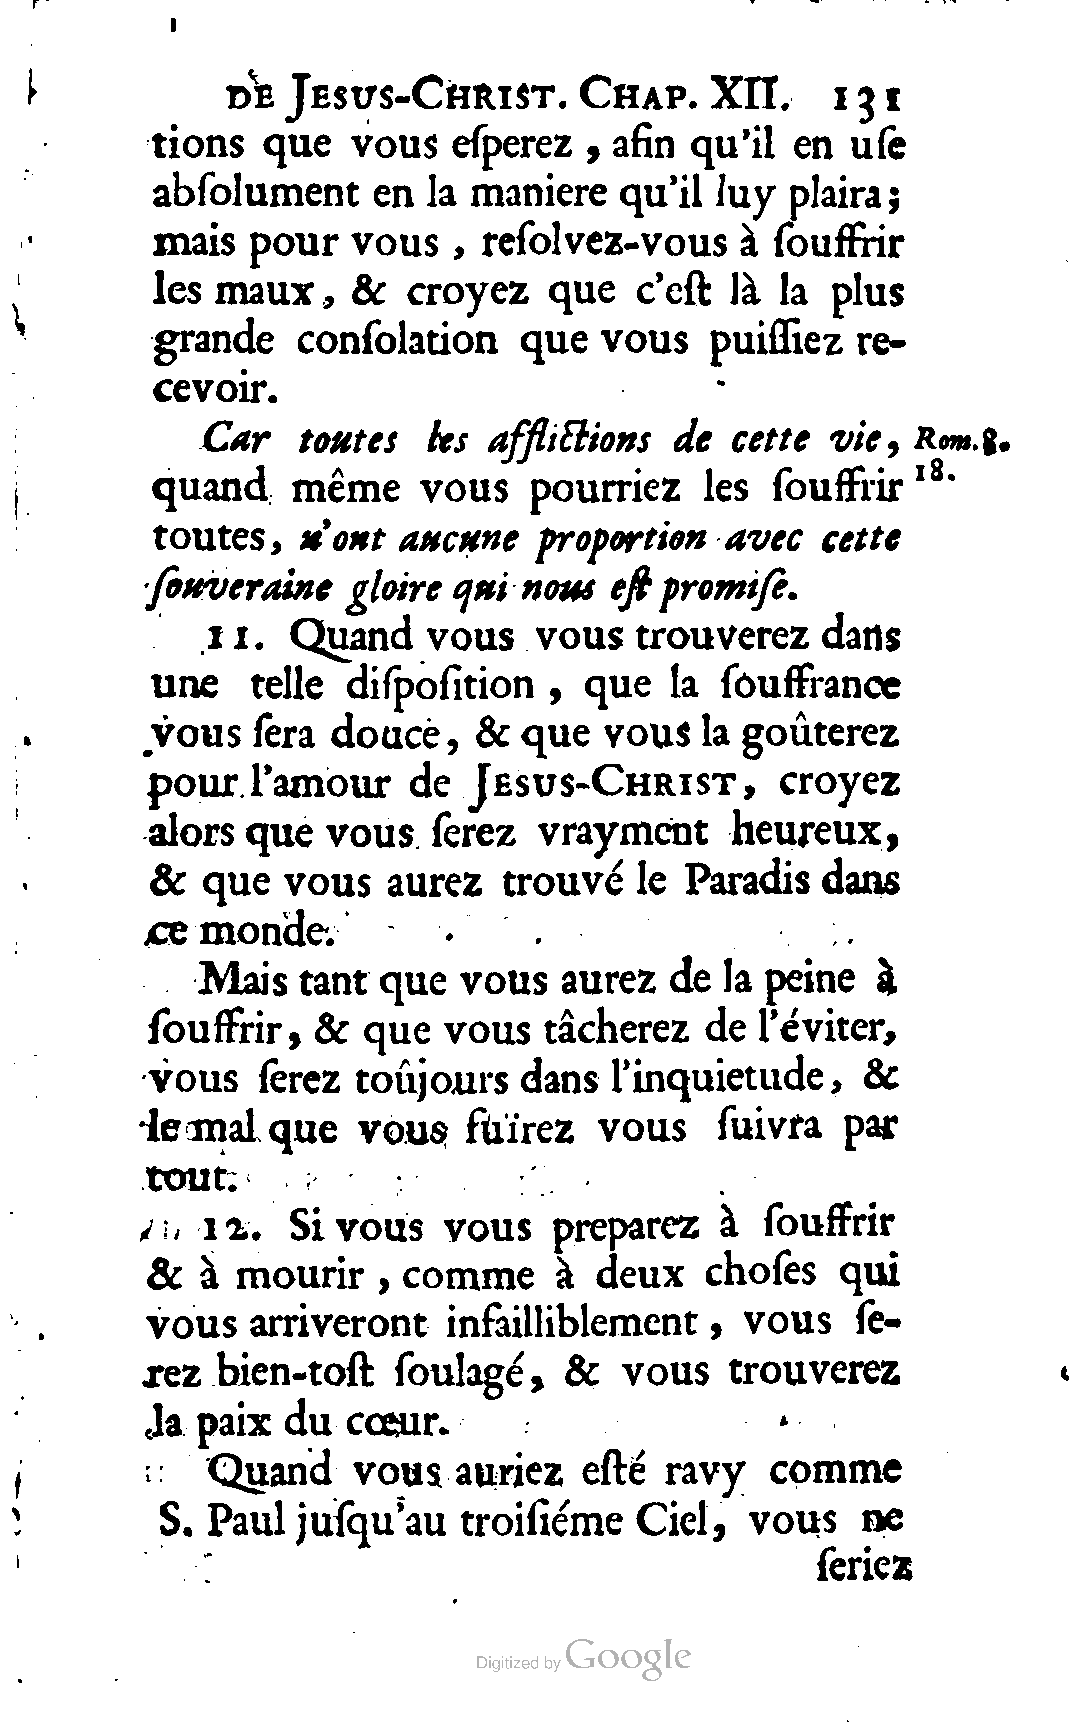 DE JESUS-CHRIST. CHAP. XII. 131
tions que vous eſperez , afin qu'il en uſe
abſolument en la maniere qu'il luy plaira ;
mais pour vous , reſolvez-vous à ſouffrir
les maux, & croyez que c'eſt là la plus
grande conſolation que vous puiſſiez re-
cevoir.
Car toutes les afflictions de cette vie, Rom. 8.
quand même vous pourriez les ſouffrir 18.
toutes, n'ont aucune proportion avec cette
ſouveraine gloire qui nous eſt promiſe.
11. Quand vous vous trouverez dans
une telle diſpoſition , que la ſouffrance
vous ſera douce, & que vous la goûterez
pour l'amour de JESUS-CHRIST, croyez
alors que vous ſerez vrayment heureux,
& que vous aurez trouvé le Paradis dans
ce monde.
Mais tant que vous aurez de la peine à
ſouffrir, & que vous tâcherez de l'éviter,
vous ſerez toûjours dans l'inquietude, &
le mal que vous fuirez vous ſuivra par
tout.
12. Si vous vous preparez à ſouffrir
& à mourir , comme à deux choſes qui
vous arriveront infailliblement , vous ſe-
rez bien-toſt ſoulagé, & vous trouverez
la paix du cœur.
Quand vous auriez eſté ravy comme
S. Paul juſqu'au troiſiéme Ciel, vous ne
ſeriez
Digitized by Google